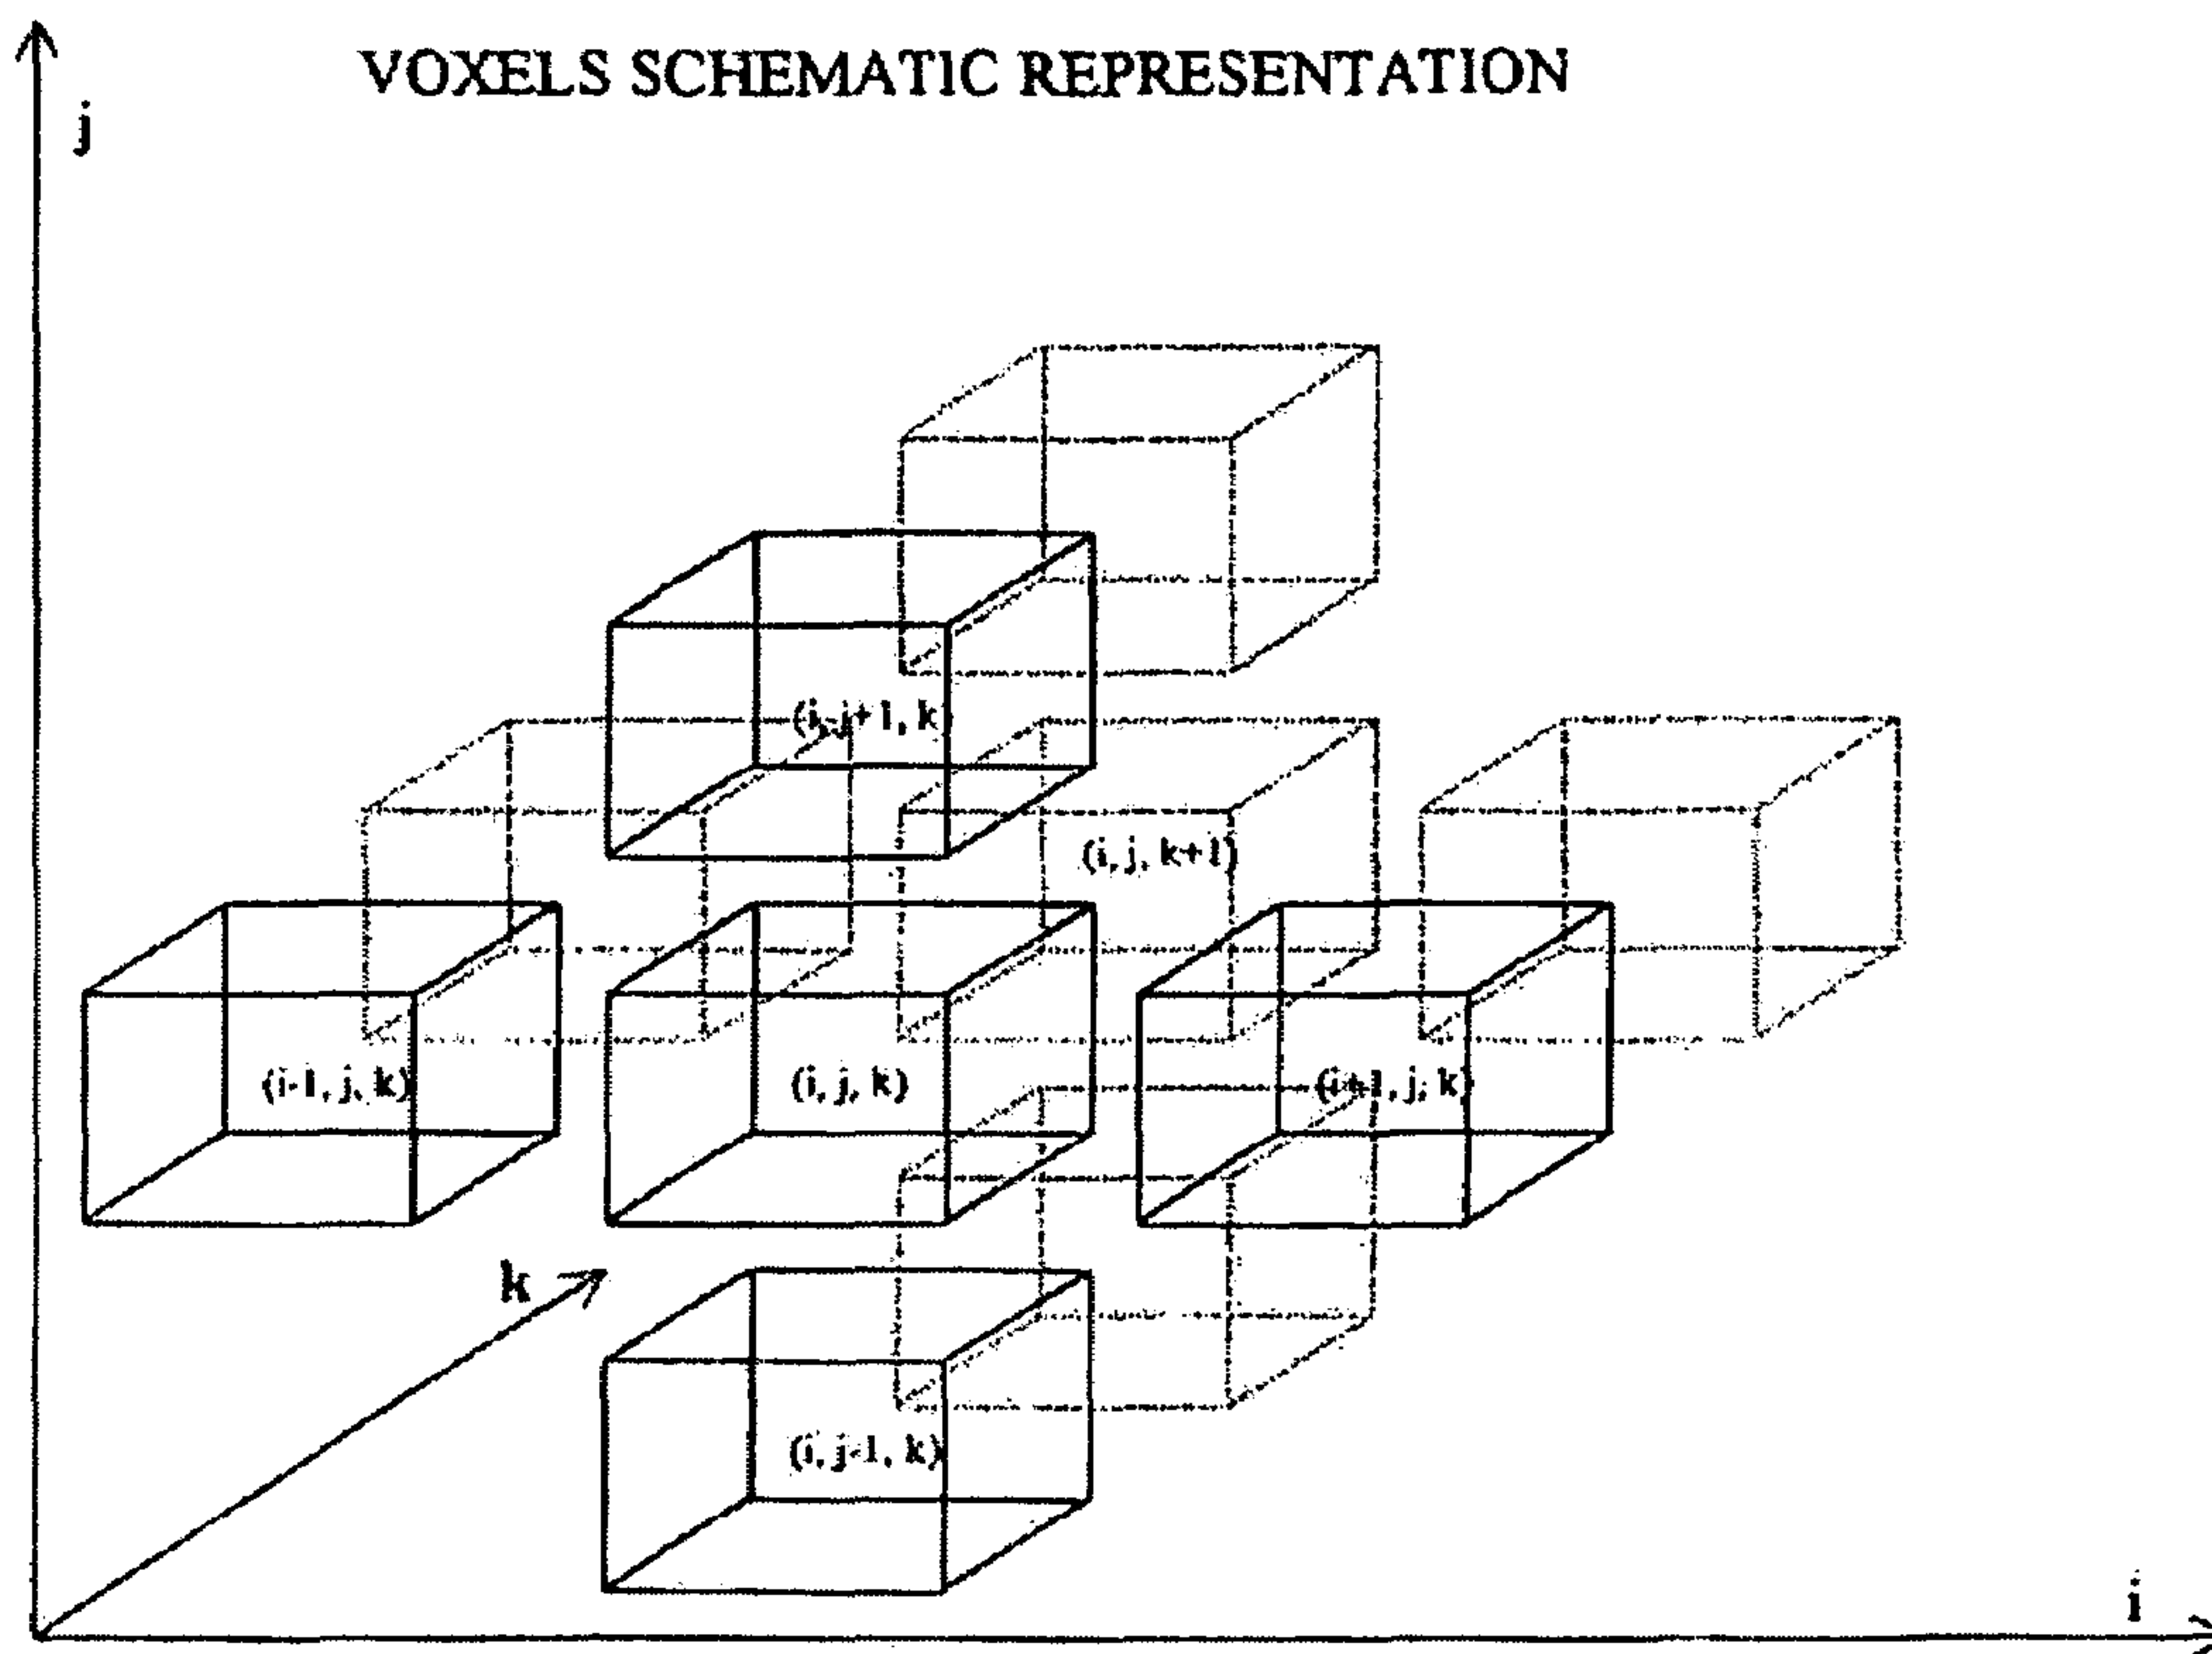 VOXELS SCHEMATIC REPRESENTATION
j
(i, j+1, k)
(i, j, k+1)
(i-1, j, k)
(i, j, k)
(i+1, j, k)
k
(i, j-1, k)
i